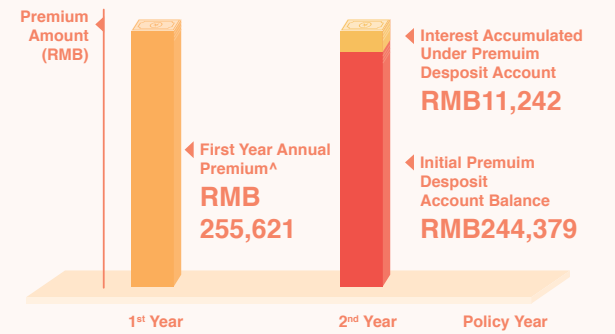 Premium
Amount
(RMB)
First Year Annual
Premium^
RMB
255,621
Interest Accumulated
Under Premuim
Desposit Account
RMB11,242
Initial Premuim
Desposit
Account Balance
RMB244,379
1st Year
2nd Year
Policy Year